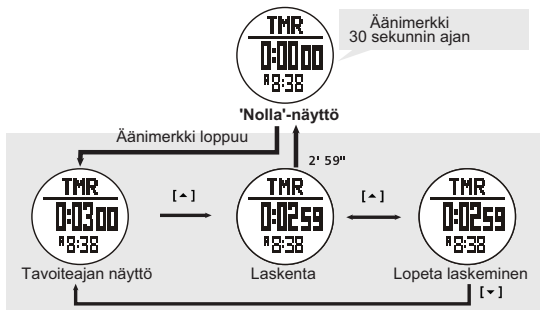 TMR
0:00 00
A 8:38
Äänimerkki
30 sekunnin ajan
'Nolla'-näyttö
Äänimerkki loppuu
2' 59"
TMR
0:03 00
A 8:38
[ ▲ ]
TMR
0:02 59
A 8:38
[ ▲ ]
TMR
0:02 59
A 8:38
Tavoiteajan näyttö
Laskenta
Lopeta laskeminen
[ ▼ ]